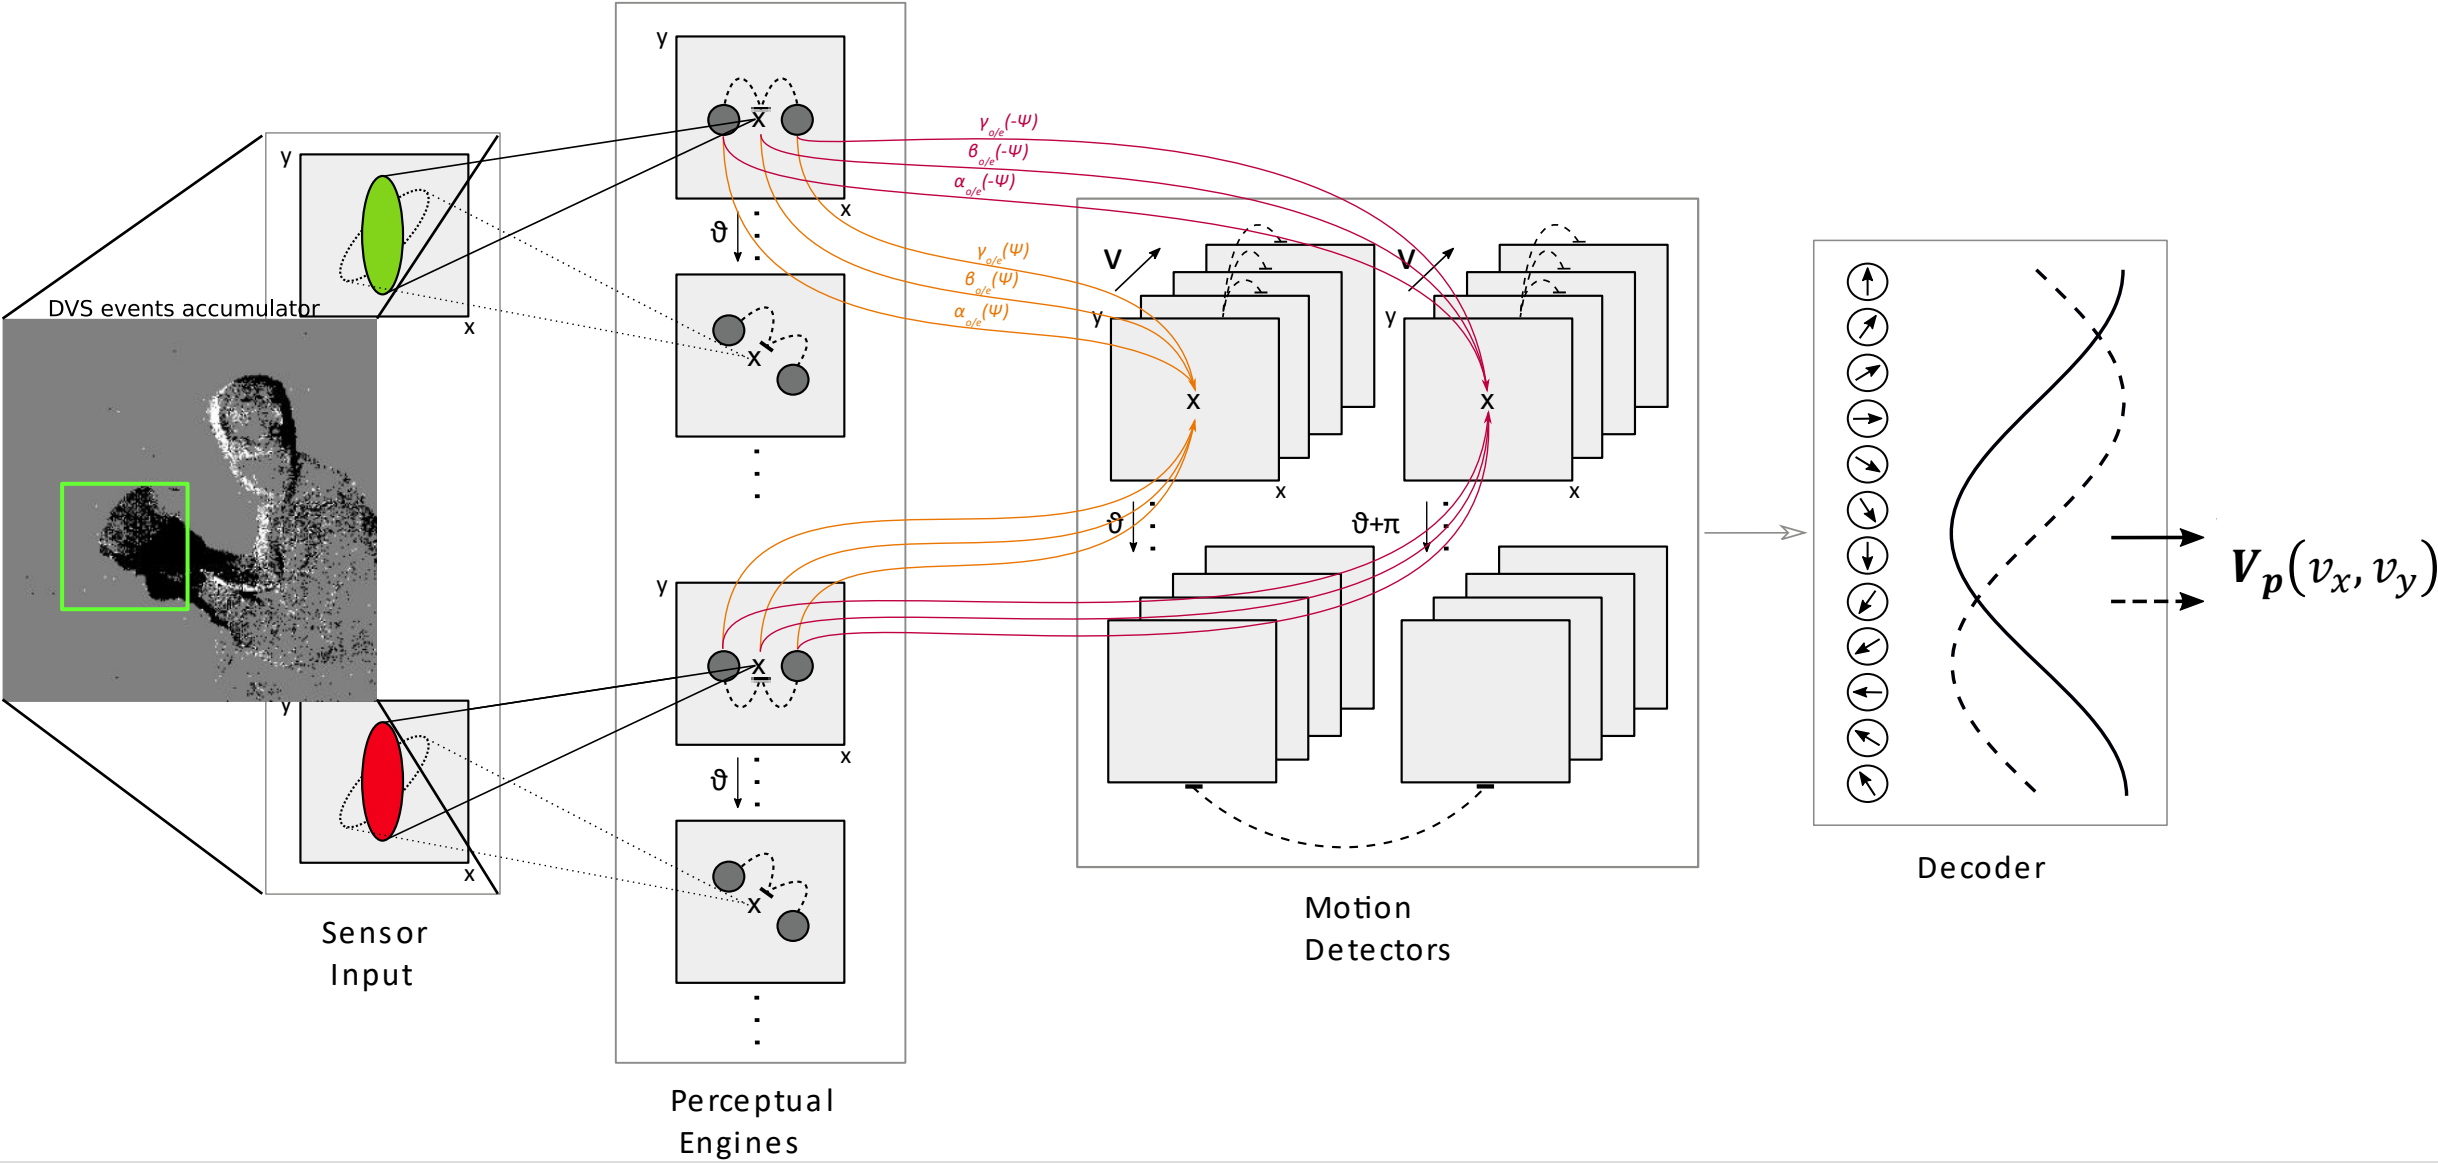 y
x
DVS events accumulator
y
x
Sensor
Input
y
x
x
ϑ
x
y
x
x
ϑ
x
Perceptual
Engines
γo/e(-Ψ)
βo/e(-Ψ)
αo/e(-Ψ)
γo/e(Ψ)
βo/e(Ψ)
αo/e(Ψ)
V
y
x
x
ϑ
V
y
x
x
ϑ+π
Motion
Detectors
Decoder
Vp(vx, vy)